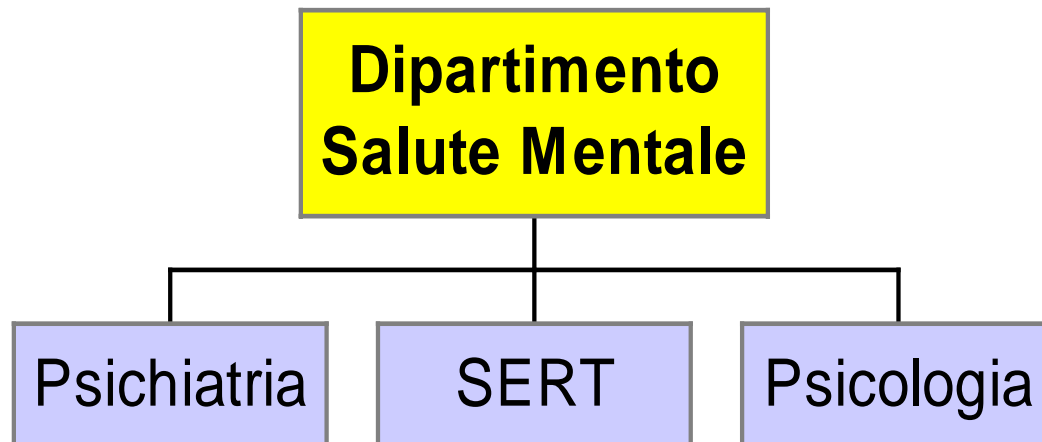 Dipartimento
Salute Mentale
Psichiatria
SERT
Psicologia